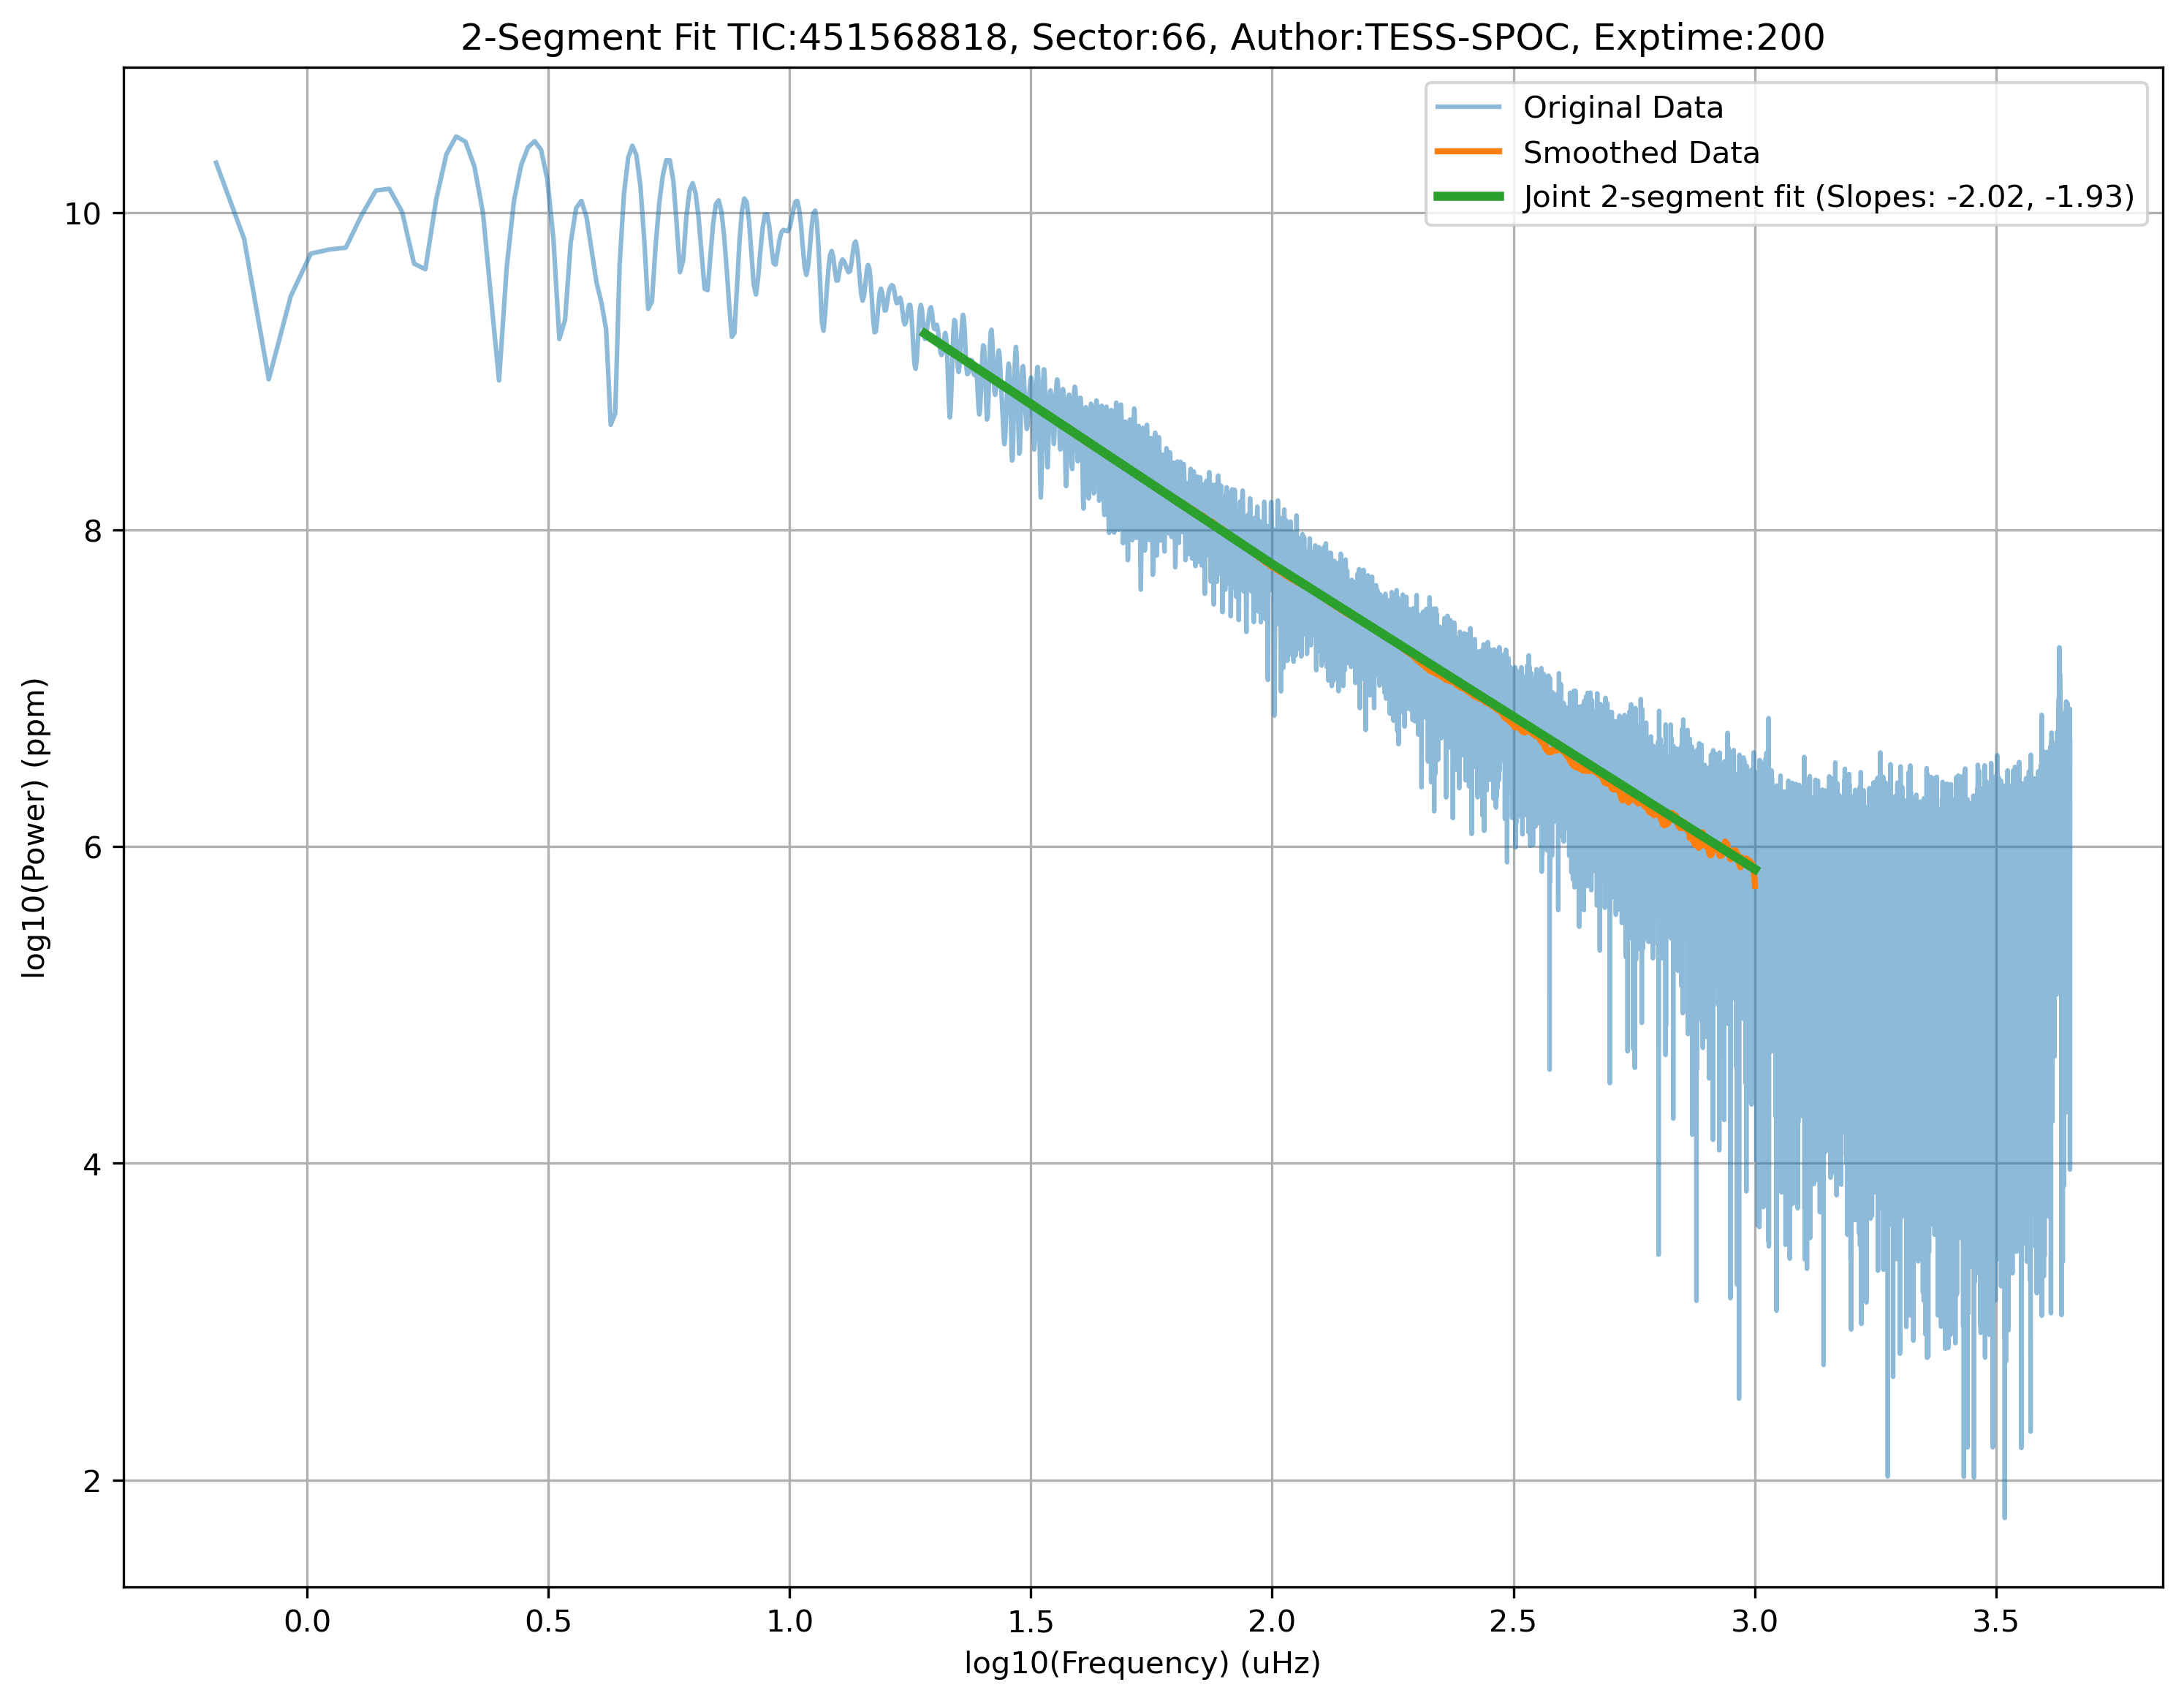 2-Segment Fit TIC:451568818, Sector:66, Author:TESS-SPOC, Exptime:200
Original Data
Smoothed Data
Joint 2-segment fit (Slopes: -2.02, -1.93)
log10(Power) (ppm)
10
8
6
4
2
0.0 0.5 1.0 1.5 2.0 2.5 3.0 3.5
log10(Frequency) (uHz)